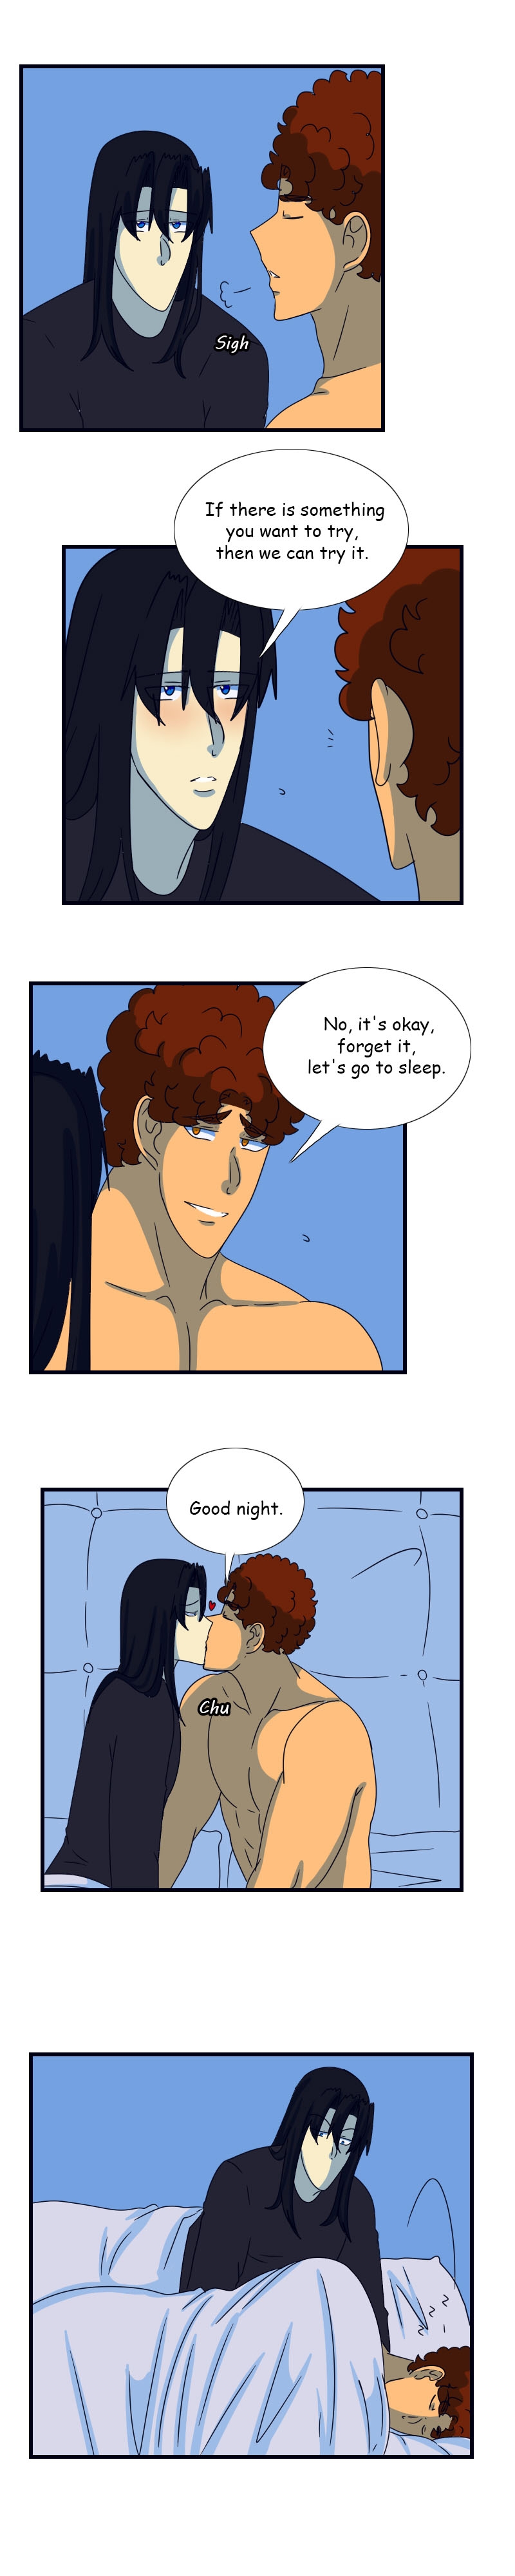 Sigh
If there is something
you want to try,
then we can try it.
No, it's okay,
forget it,
let's go to sleep.
Good night.
Chu